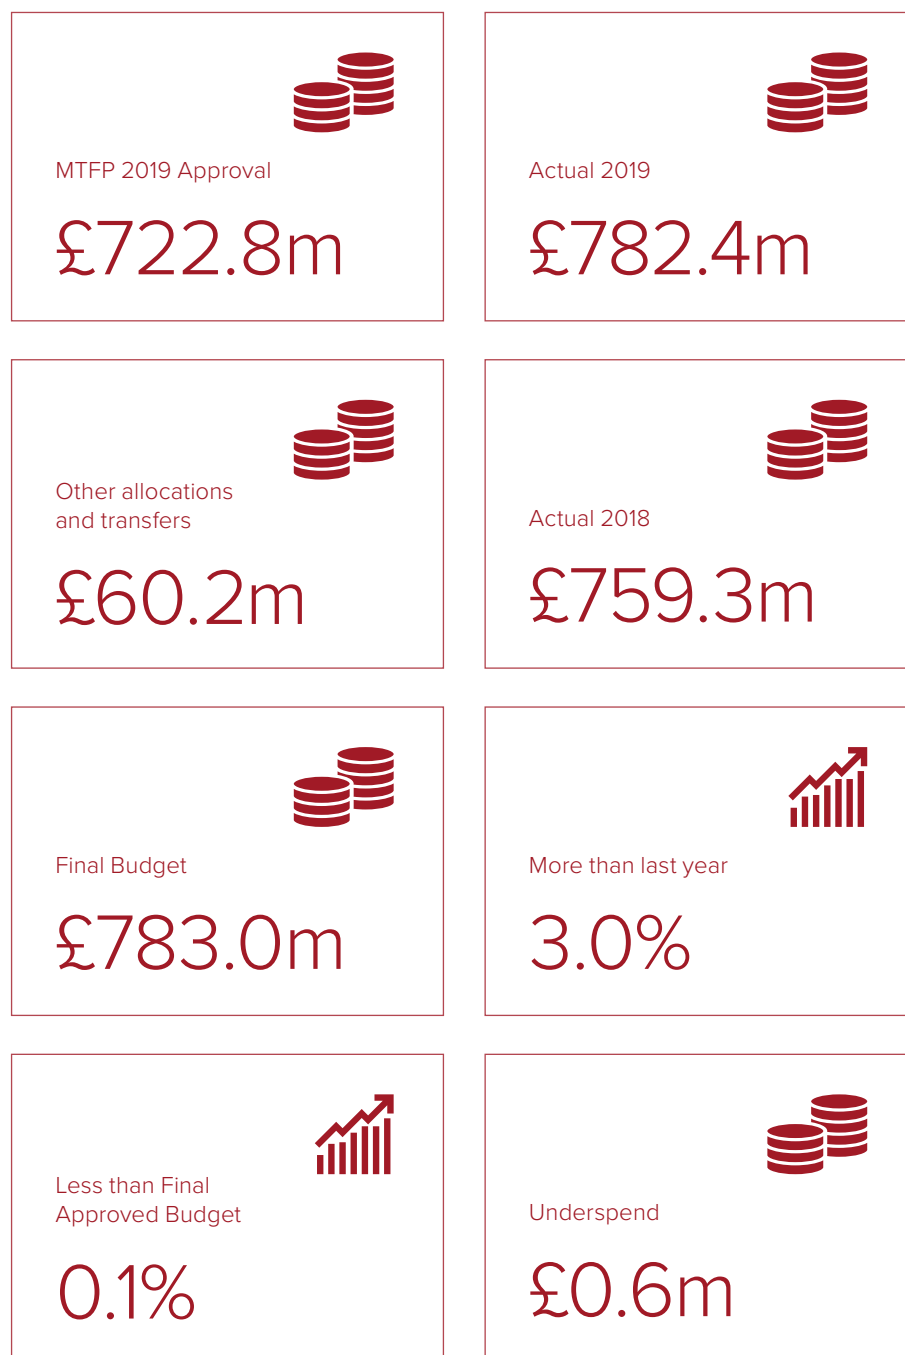 MTFP 2019 Approval
£722.8m
Actual 2019
£782.4m
Other allocations
and transfers
£60.2m
Actual 2018
£759.3m
Final Budget
£783.0m
More than last year
3.0%
Less than Final
Approved Budget
0.1%
Underspend
£0.6m